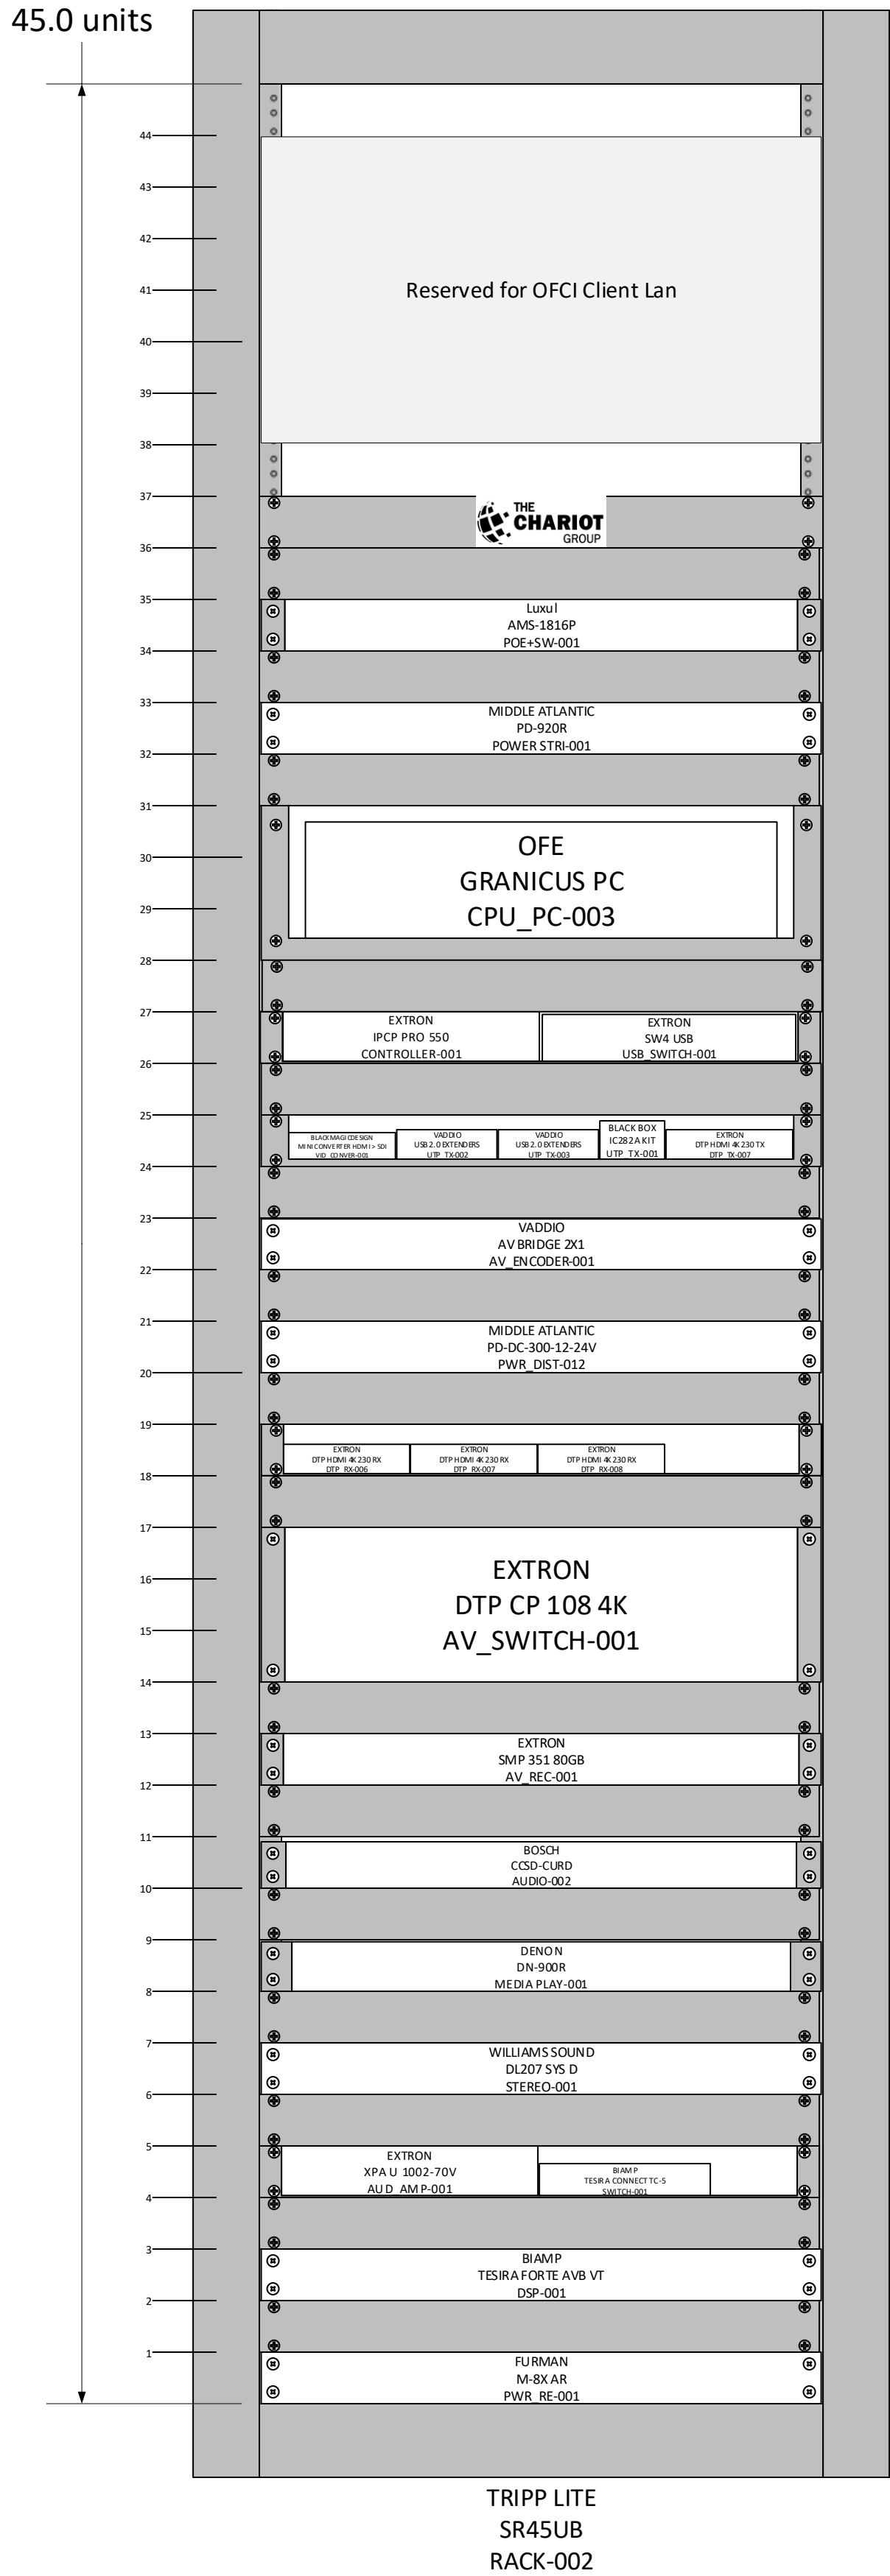 45.0 units
44
43
42
41
Reserved for OFCI Client Lan
40
39
38
37
THE
CHARIOT
GROUP
36
35
Luxul
AMS-1816P
POE+SW-001
34
33
MIDDLE ATLANTIC
PD-920R
POWER STRI-001
32
31
OFE
GRANICUS PC
CPU_PC-003
30
29
28
27
EXTRON
IPCP PRO 550
CONTROLLER-001
EXTRON
SW4 USB
USB_SWITCH-001
26
25
BLACKMAGICDESIGN
MINI CONVERTER HDMI > SDI
VID_CONVER-001
VADDIO
USB 2.0 EXTENDERS
UTP_TX-002
VADDIO
USB 2.0 EXTENDERS
UTP_TX-003
BLACK BOX
IC282A KIT
UTP_TX-001
EXTRON
DTP HDMI 4K 230 TX
DTP_TX-007
24
23
VADDIO
AV BRIDGE 2X1
AV_ENCODER-001
22
21
MIDDLE ATLANTIC
PD-DC-300-12-24V
PWR_DIST-012
20
19
EXTRON
DTP HDMI 4K 230 RX
DTP_RX-006
EXTRON
DTP HDMI 4K 230 RX
DTP_RX-007
EXTRON
DTP HDMI 4K 230 RX
DTP_RX-008
18
17
EXTRON
DTP CP 108 4K
AV_SWITCH-001
16
15
14
13
EXTRON
SMP 351 80GB
AV_REC-001
12
11
BOSCH
CCSD-CURD
AUDIO-002
10
9
DENON
DN-900R
MEDIA PLAY-001
8
7
WILLIAMS SOUND
DL207 SYS D
STEREO-001
6
5
EXTRON
XPA U 1002-70V
AUD_AMP-001
BIAMP
TESIRA CONNECT TC-5
SWITCH-001
4
3
BIAMP
TESIRA FORTE AVB VT
DSP-001
2
1
FURMAN
M-8X AR
PWR_RE-001
TRIPP LITE
SR45UB
RACK-002